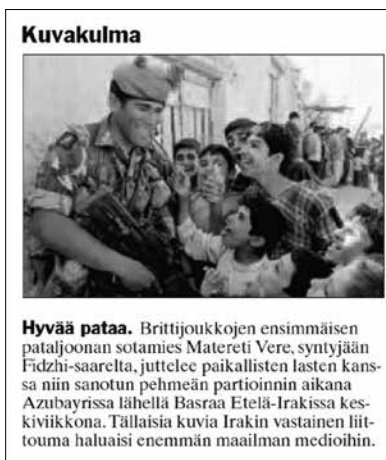 Kuvakulma
Hyvää pataa. Brittijoukkojen ensimmäisen
pataljoonan sotamies Matereti Vere, syntyjään
Fidzhi-saarelta, juttelee paikallisten lasten kans-
sa niin sanotun pehmeän partioinnin aikana
Azubayrissa lähellä Basraa Etelä-Irakissa kes-
kiviikkona. Tällaisia kuvia Irakin vastainen liit-
touma haluaisi enemmän maailman medioihin.